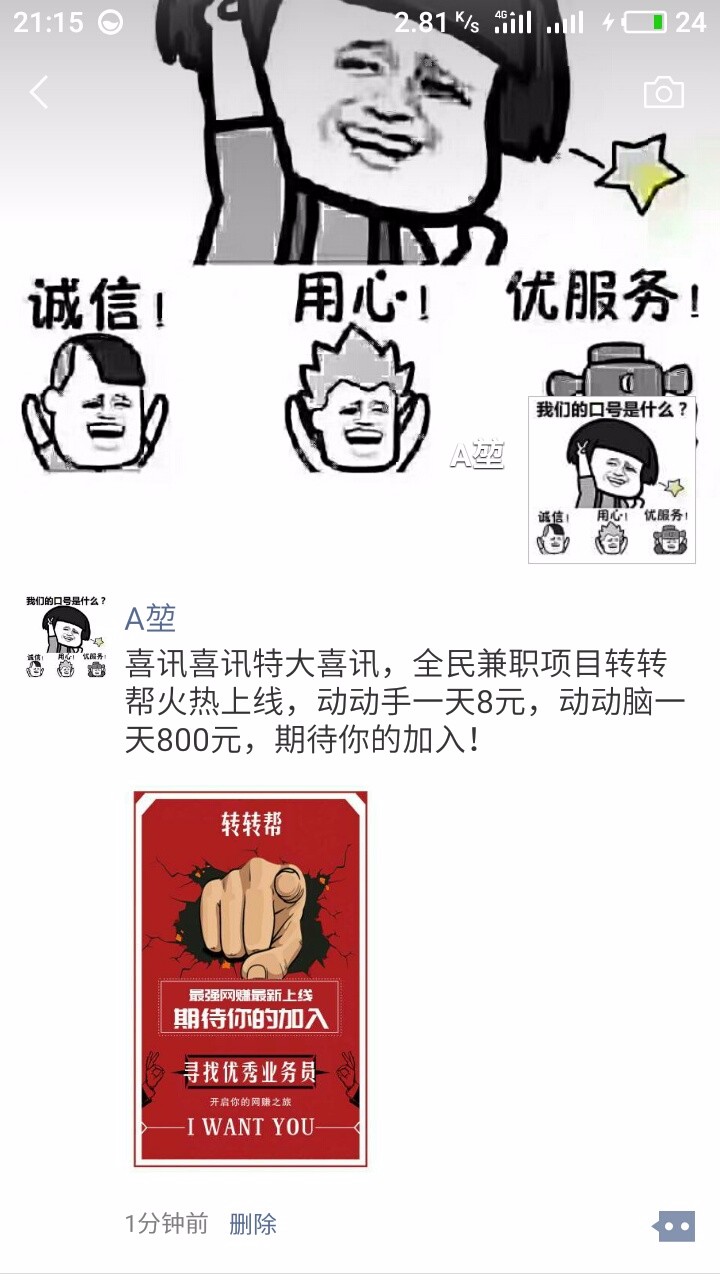 21:15
2.81 K/s
4G
24
诚信!
用心!
优服务!
A堃
我们的口号是什么?
诚信!
用心!
优服务!
我们的口号是什么?
诚信!
用心!
优服务!
A堃
喜讯喜讯特大喜讯，全民兼职项目转转
帮火热上线，动动手一天8元，动动脑一
天800元，期待你的加入！
转转帮
最强网赚最新上线
期待你的加入
寻找优秀业务员
开启你的网赚之旅
I WANT YOU
1分钟前
删除